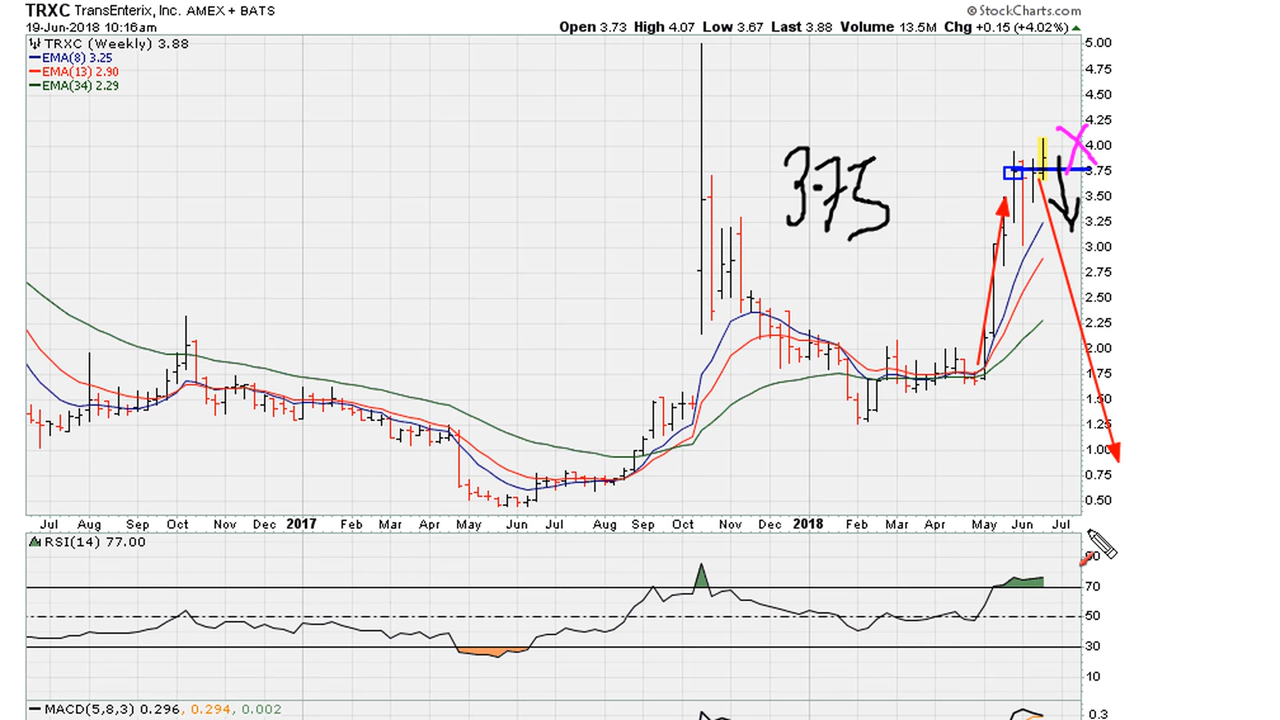 TRXC TransEnterix, Inc. AMEX + BATS © StockCharts.com
19-Jun-2018 10:16am Open 3.73 High 4.07 Low 3.67 Last 3.88 Volume 13.5M Chg +0.15 (+4.02%)
TRXC (Weekly) 3.88
EMA(8) 3.25
EMA(13) 2.90
EMA(34) 2.29
5.00
4.75
4.50
4.25
4.00
3.75
3.50
3.25
3.00
2.75
2.50
2.25
2.00
1.75
1.50
1.25
1.00
0.75
0.50
3.75
Jul Aug Sep Oct Nov Dec 2017 Feb Mar Apr May Jun Jul Aug Sep Oct Nov Dec 2018 Feb Mar Apr May Jun Jul
RSI(14) 77.00
90
70
50
30
10
MACD(5,8,3) 0.296, 0.294, 0.002
0.3